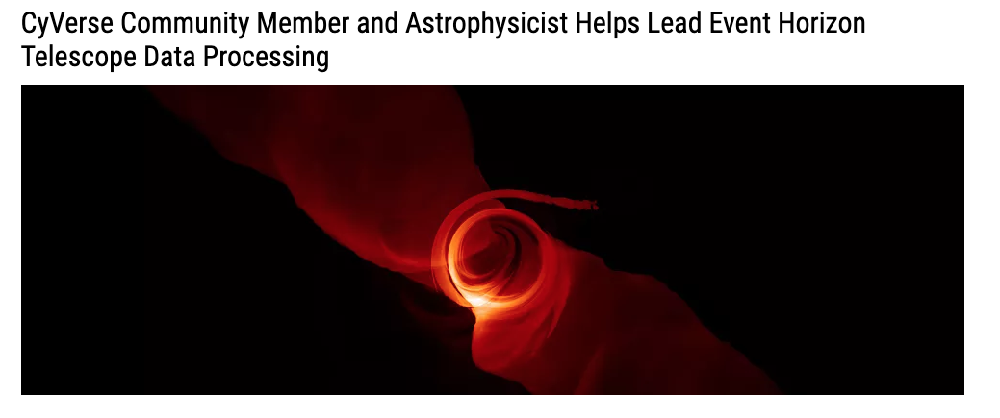 CyVerse Community Member and Astrophysicist Helps Lead Event Horizon
Telescope Data Processing